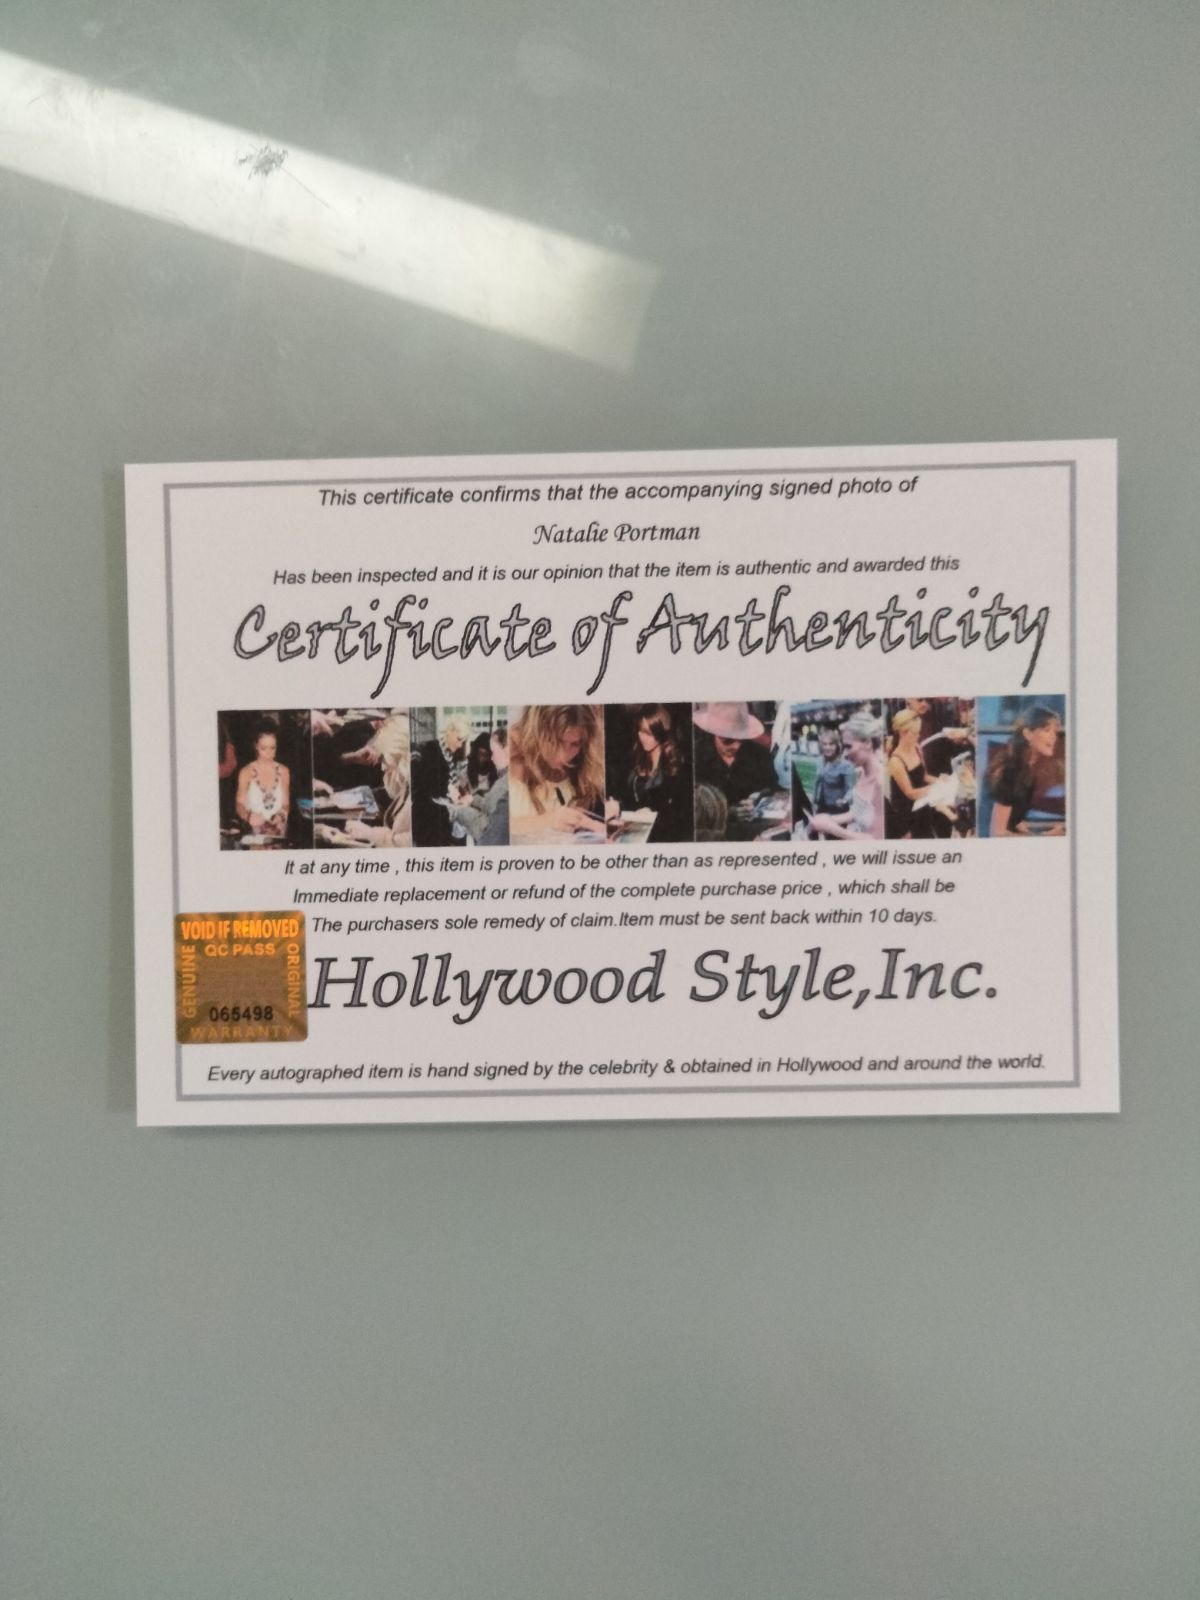 This certificate confirms that the accompanying signed photo of
Natalie Portman
Has been inspected and it is our opinion that the item is authentic and awarded this
Certificate of Authenticity
It at any time , this item is proven to be other than as represented , we will issue an
Immediate replacement or refund of the complete purchase price , which shall be
The purchasers sole remedy of claim.Item must be sent back within 10 days.
VOID IF REMOVED
QC PASS
GENUINE
ORIGINAL
065498
WARRANTY
Hollywood Style,Inc.
Every autographed item is hand signed by the celebrity & obtained in Hollywood and around the world.